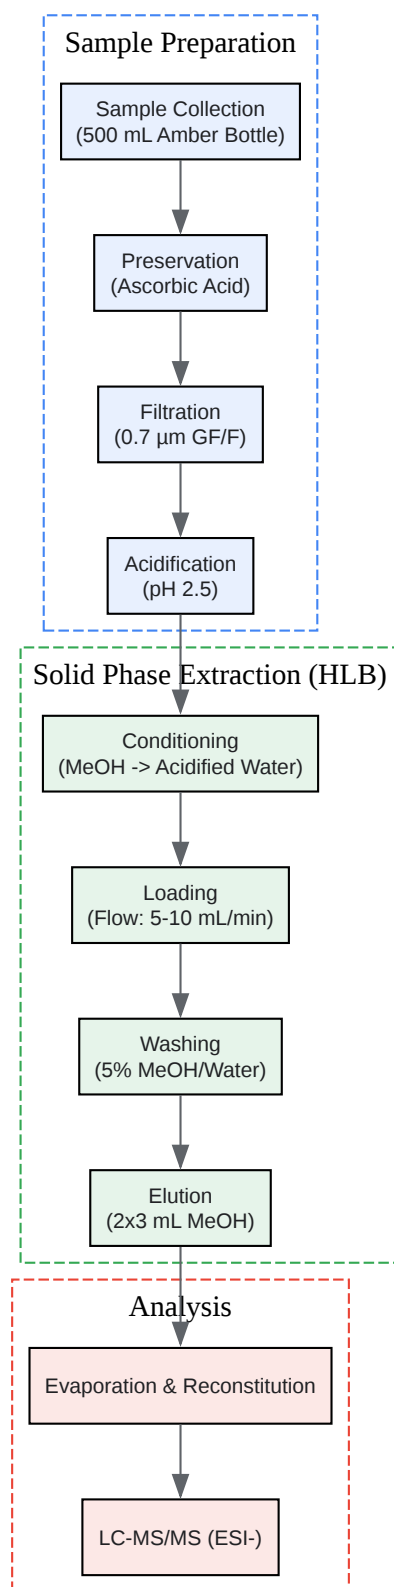 Sample Preparation
Sample Collection
(500 mL Amber Bottle)
Preservation
(Ascorbic Acid)
Filtration
(0.7 µm GF/F)
Acidification
(pH 2.5)
Solid Phase Extraction (HLB)
Conditioning
(MeOH -> Acidified Water)
Loading
(Flow: 5-10 mL/min)
Washing
(5% MeOH/Water)
Elution
(2x3 mL MeOH)
Analysis
Evaporation & Reconstitution
LC-MS/MS (ESI-)